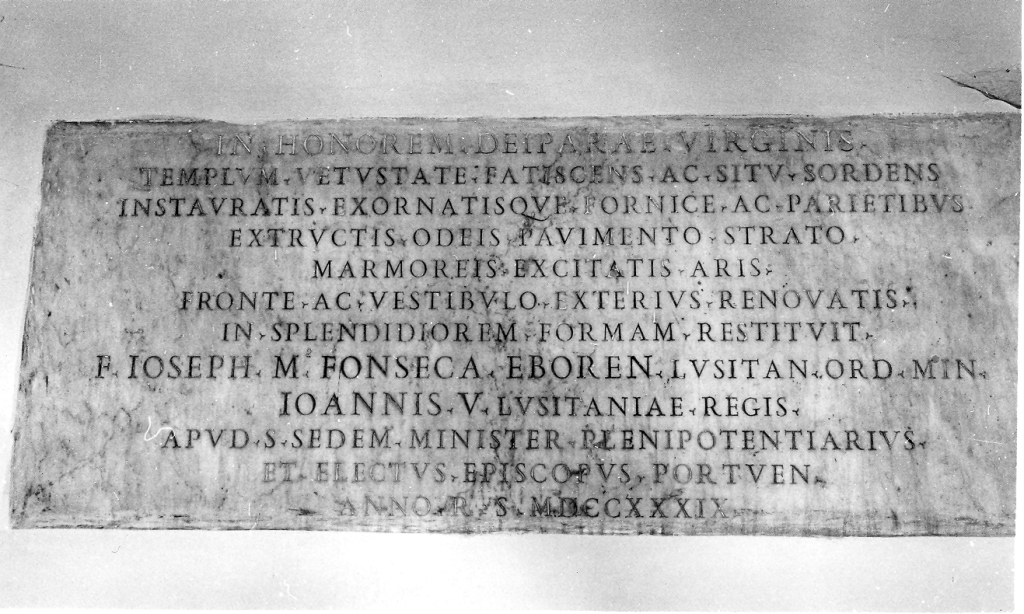 IN · HONOREM · DEIPARAE · VIRGINIS ·
TEMPLVM · VETVSTATE · FATISCENS · AC · SITV · SORDENS
INSTAVRATIS · EXORNATISQVE · FORNICE · AC · PARIETIBVS ·
EXTRVCTIS · ODEIS · PAVIMENTO · STRATO ·
MARMOREIS · EXCITATIS · ARIS ·
FRONTE · AC · VESTIBVLO · EXTERIVS · RENOVATIS ·
IN · SPLENDIDIOREM · FORMAM · RESTITVIT ·
F · IOSEPH · Mª FONSECA · EBOREN · LVSITAN · ORD · MIN ·
IOANNIS · V · LVSITANIAE · REGIS ·
APVD · S · SEDEM · MINISTER · PLENIPOTENTIARIVS ·
ET · ELECTVS · EPISCOPVS · PORTVEN ·
ANNO · R · S · MDCCXXXIX ·